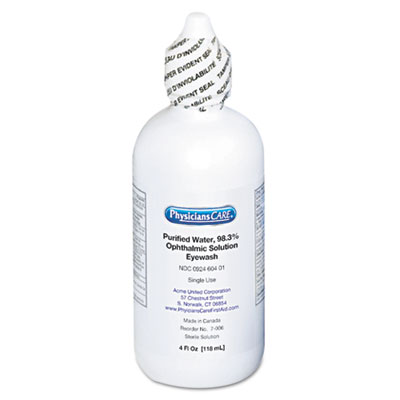 TAMPER EVIDENT SEAL
SCEAU D'INVIOLABILITÉ
PhysiciansCARE®
Purified Water, 98.3%
Ophthalmic Solution
Eyewash
NDC 0924-604-01
Single Use
Acme United Corporation
57 Chestnut Street
S. Norwalk, CT 06854
www.PhysiciansCareFirstAid.com
Made in Canada
Reorder No. 7-006
Sterile Solution
4 Fl Oz [118 mL]